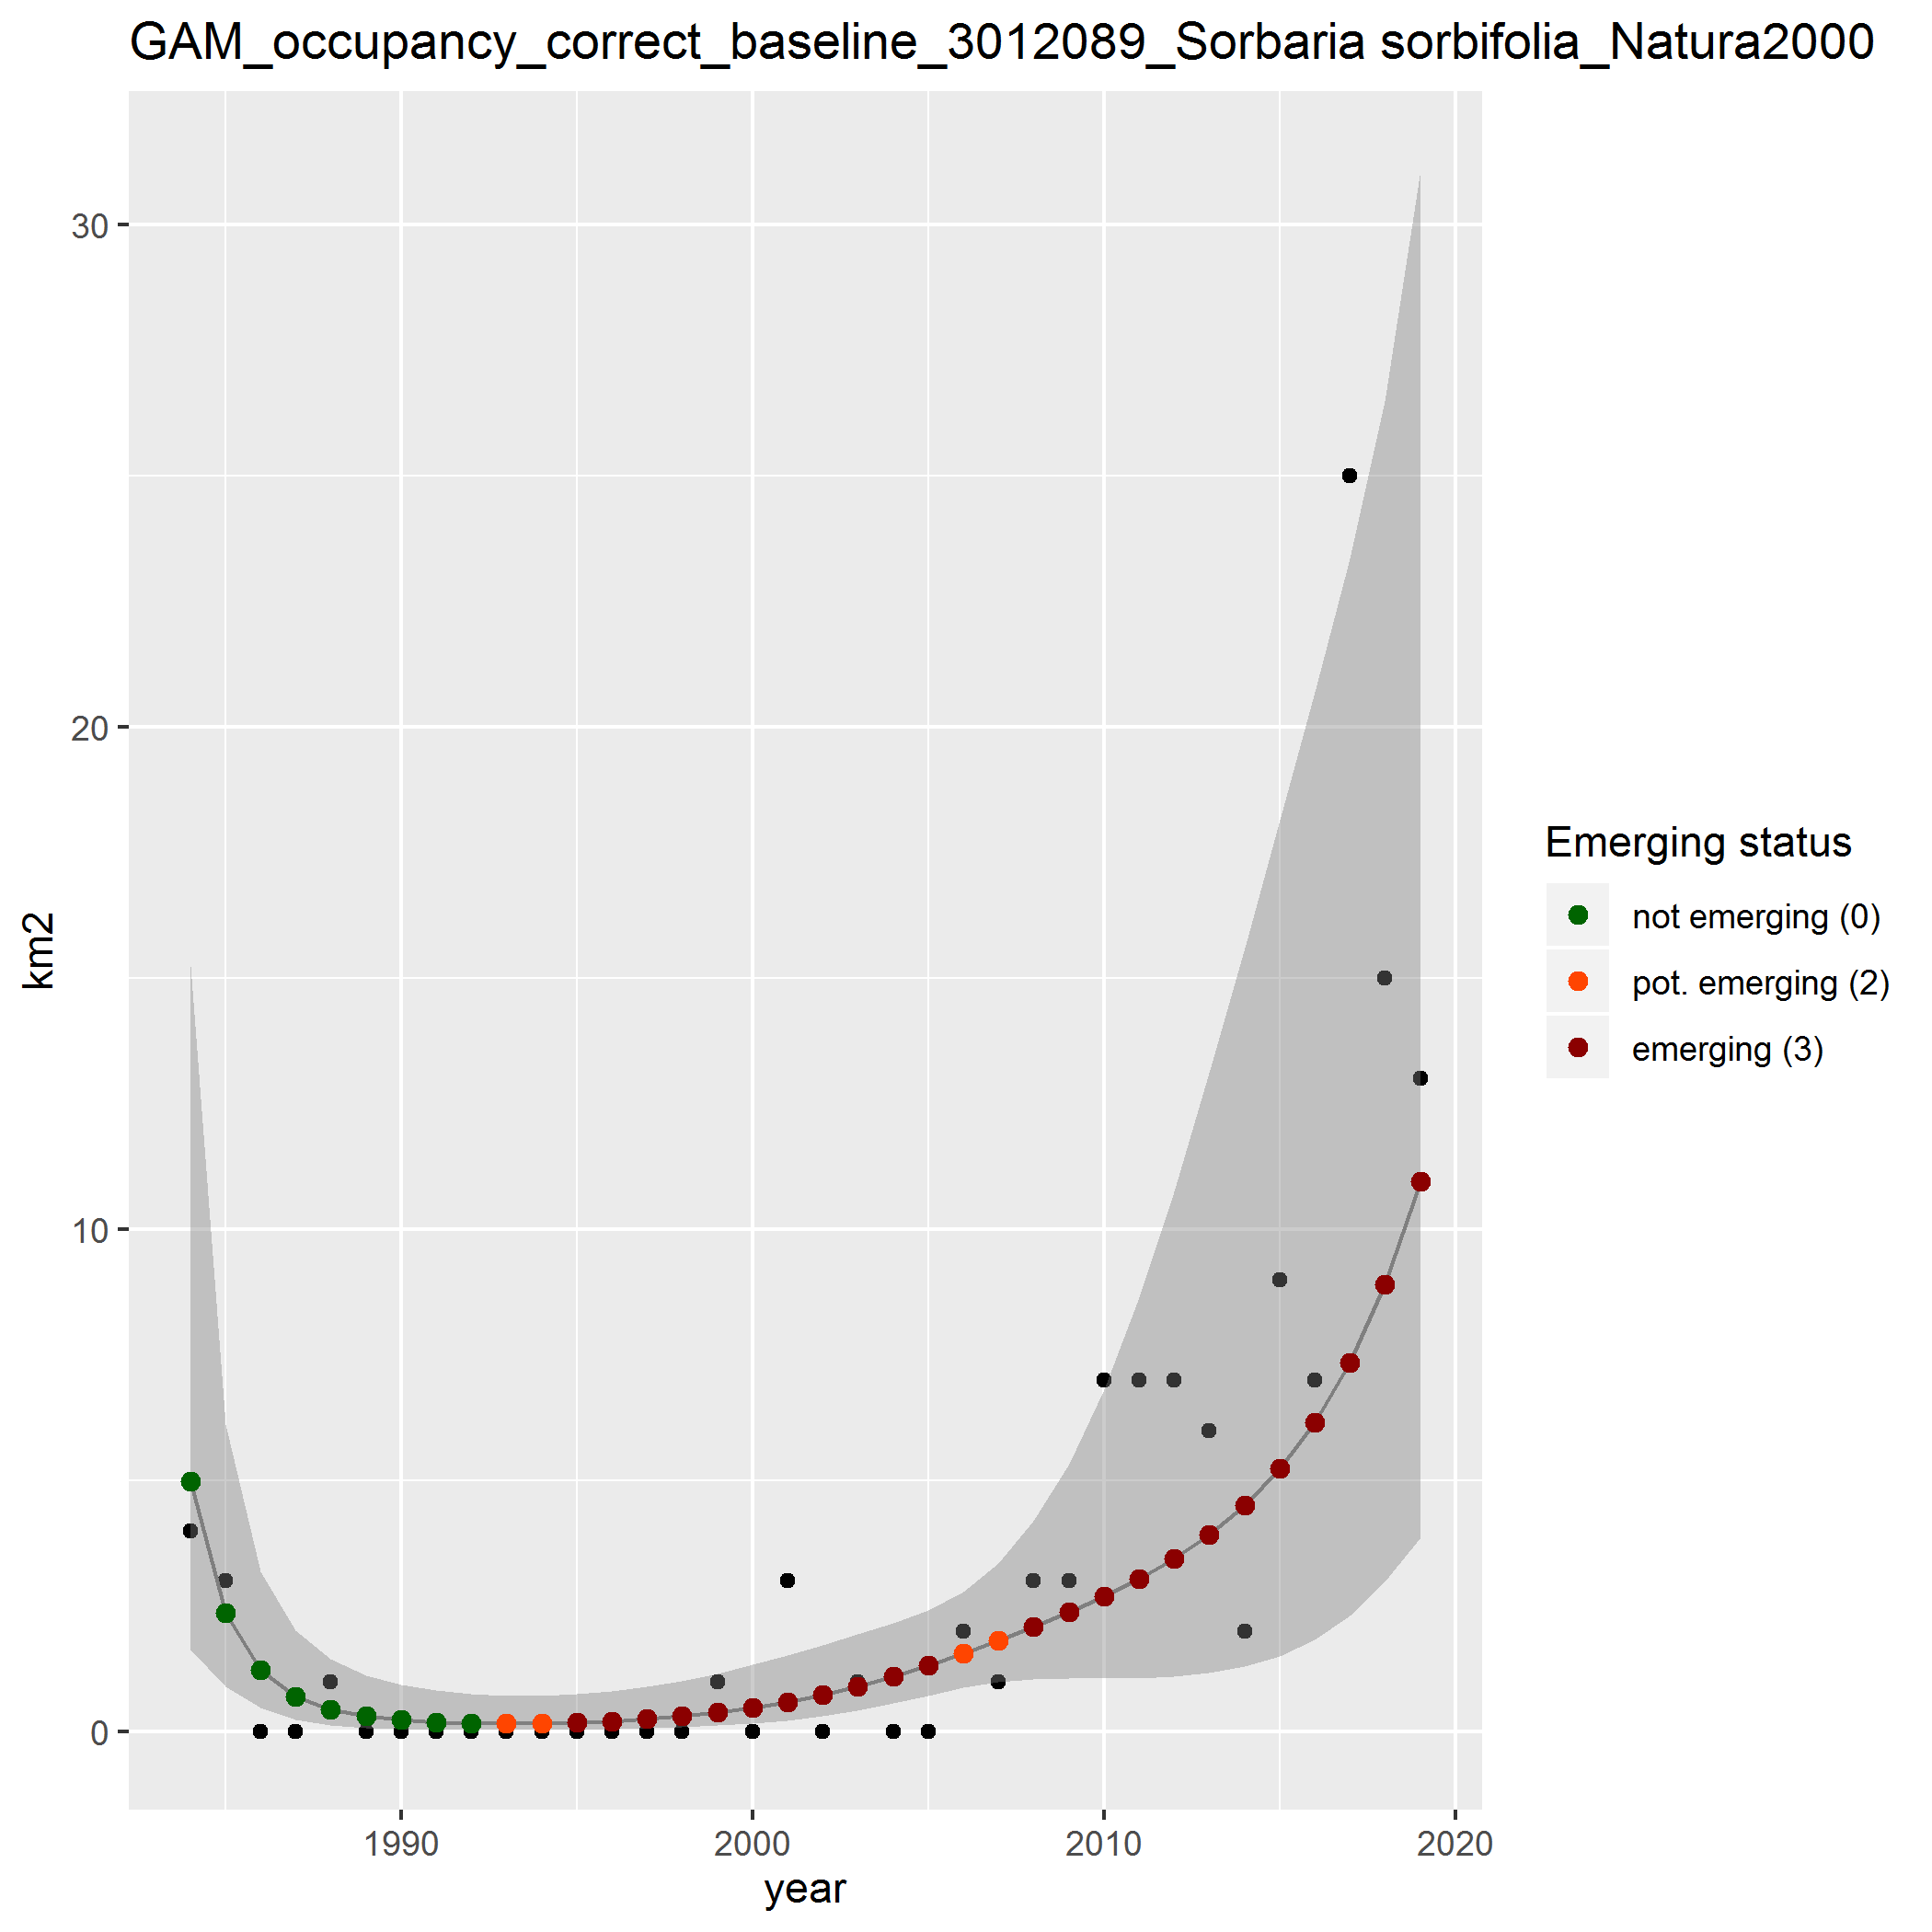 GAM_occupancy_correct_baseline_3012089_Sorbaria sorbifolia_Natura2000
30
20
10
0
km2
1990 2000 2010 2020
year
Emerging status
not emerging (0)
pot. emerging (2)
emerging (3)